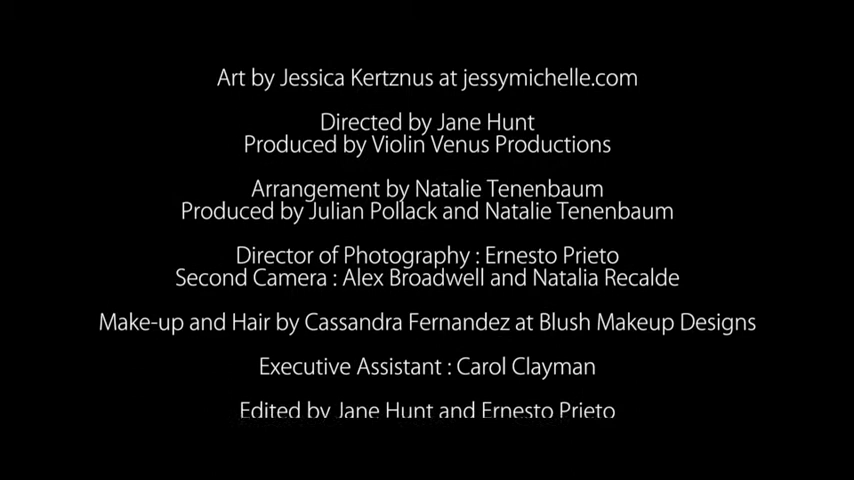 Art by Jessica Kertznus at jessymichelle.com
Directed by Jane Hunt
Produced by Violin Venus Productions
Arrangement by Natalie Tenenbaum
Produced by Julian Pollack and Natalie Tenenbaum
Director of Photography : Ernesto Prieto
Second Camera : Alex Broadwell and Natalia Recalde
Make-up and Hair by Cassandra Fernandez at Blush Makeup Designs
Executive Assistant : Carol Clayman
Edited by Jane Hunt and Ernesto Prieto